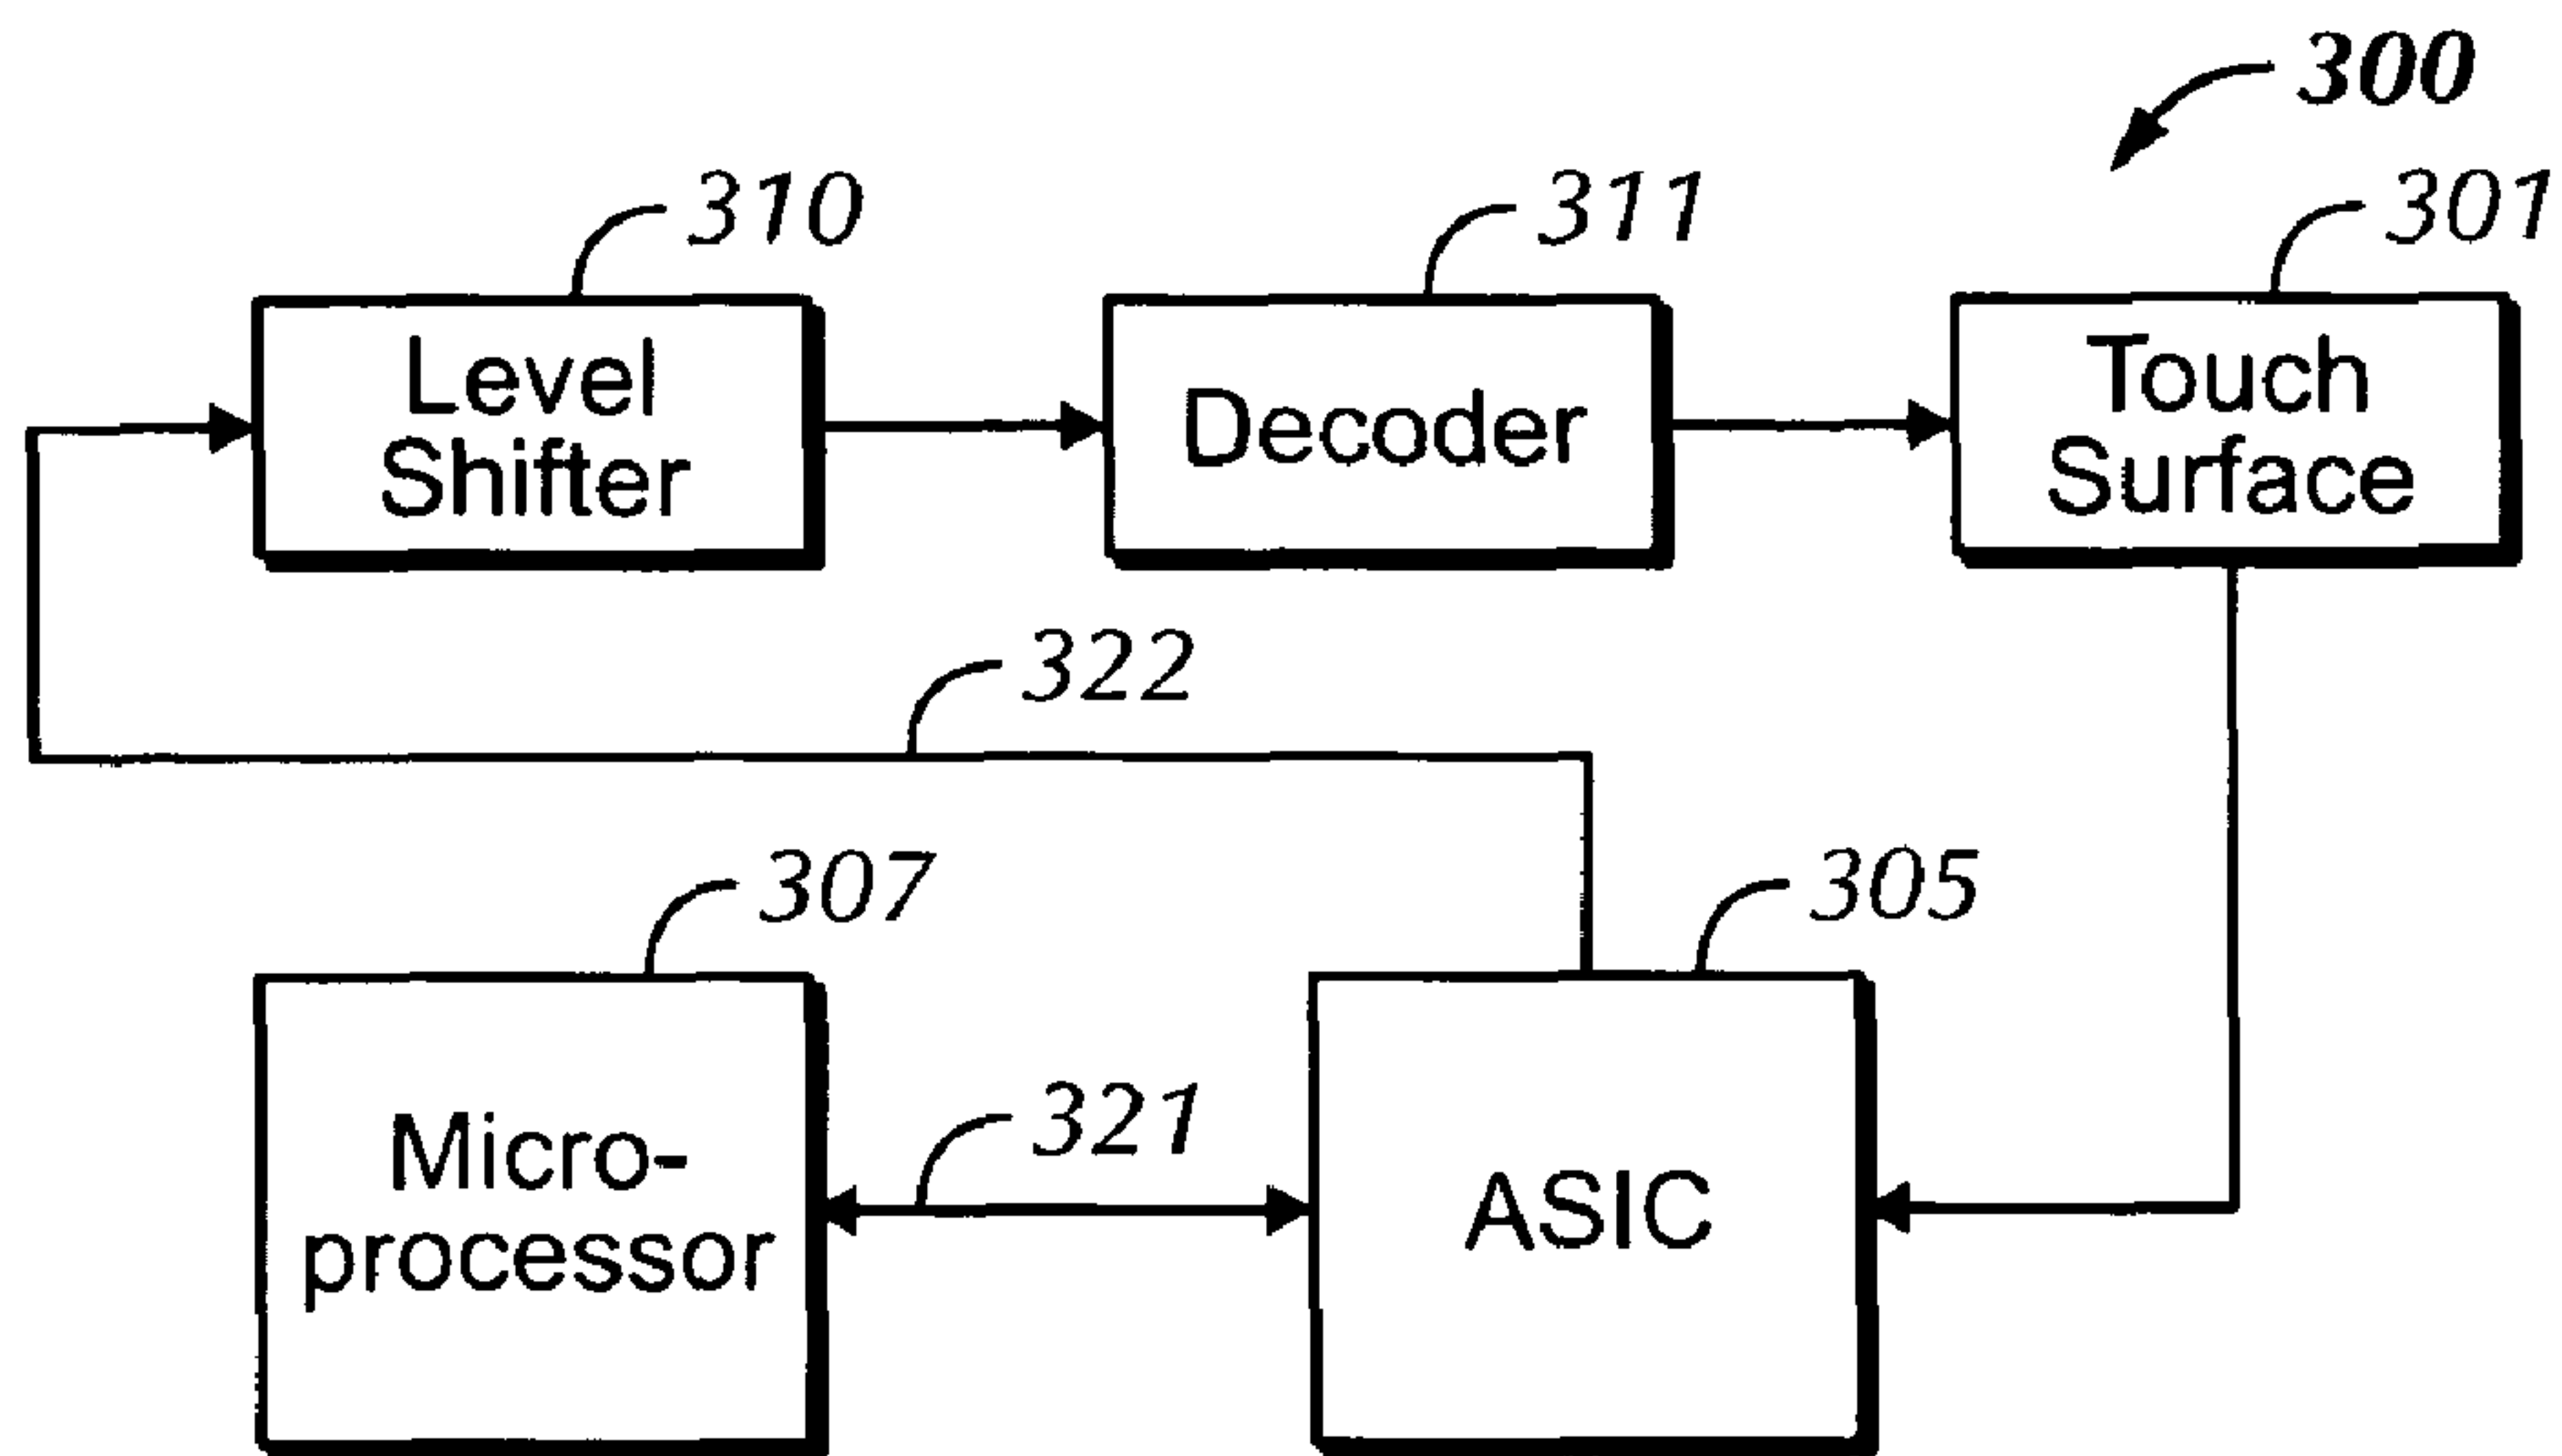 300
310
311
301
Level
Shifter
Decoder
Touch
Surface
322
307
305
321
Micro-
processor
ASIC